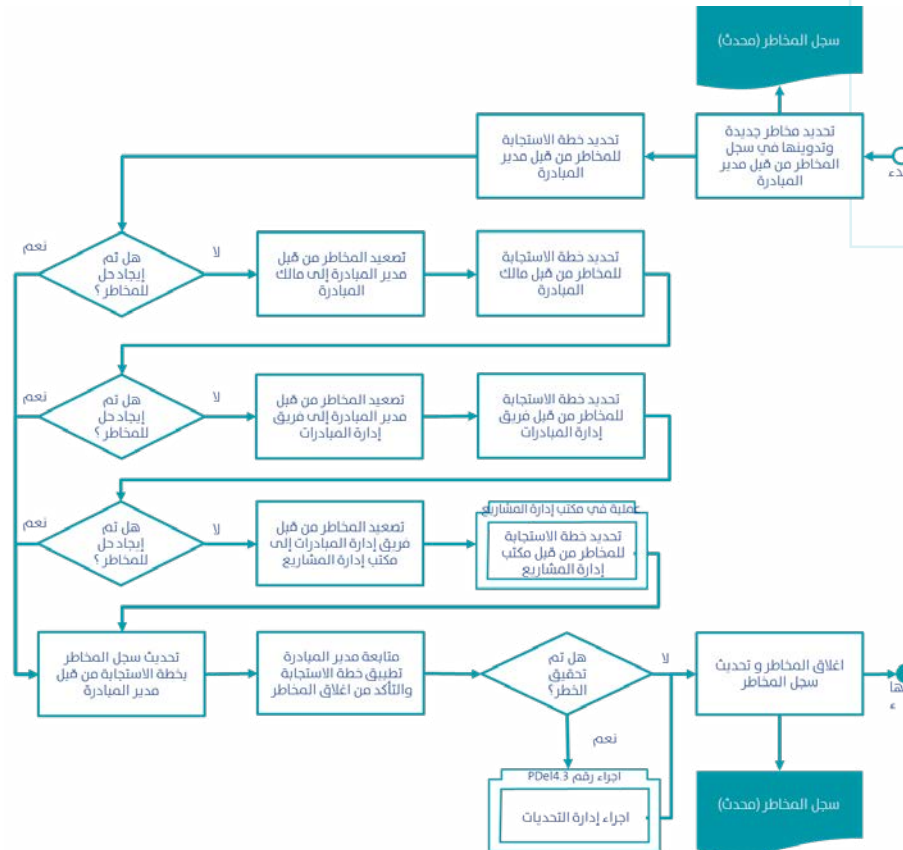 سجل المخاطر (محدث)
تحديد مخاطر جديدة
وتدوينها في سجل
المخاطر من قبل مدير
المبادرة
تحديد خطة الاستجابة
للمخاطر من قبل مدير
المبادرة
نعم
هل تم
إيجاد حل
للمخاطر ؟
لا
تصعيد المخاطر من قبل
مدير المبادرة إلى مالك
المبادرة
تحديد خطة الاستجابة
للمخاطر من قبل مالك
المبادرة
نعم
هل تم
إيجاد حل
للمخاطر ؟
لا
تصعيد المخاطر من قبل
مدير المبادرة إلى فريق
إدارة المبادرات
تحديد خطة الاستجابة
للمخاطر من قبل فريق
إدارة المبادرات
نعم
هل تم
إيجاد حل
للمخاطر ؟
لا
تصعيد المخاطر من قبل
فريق إدارة المبادرات إلى
مكتب إدارة المشاريع
عملية في مكتب إدارة المشاريع
تحديد خطة الاستجابة
للمخاطر من قبل مكتب
إدارة المشاريع
تحديث سجل المخاطر
بخطة الاستجابة من قبل
مدير المبادرة
متابعة مدير المبادرة
تطبيق خطة الاستجابة
والتأكد من اغلاق المخاطر
هل تم
تحقيق
الخطر؟
لا
نعم
اغلاق المخاطر و تحديث
سجل المخاطر
اجراء رقم PDel4.3
اجراء إدارة التحديات
سجل المخاطر (محدث)